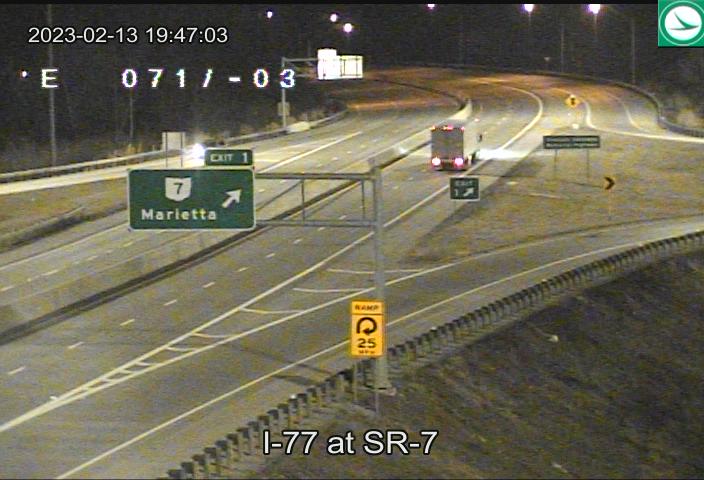 2023-02-13 19:47:03
E 071/-03
EXIT 1
7
Marietta
EXIT
1
RAMP
25
MPH
I-77 at SR-7